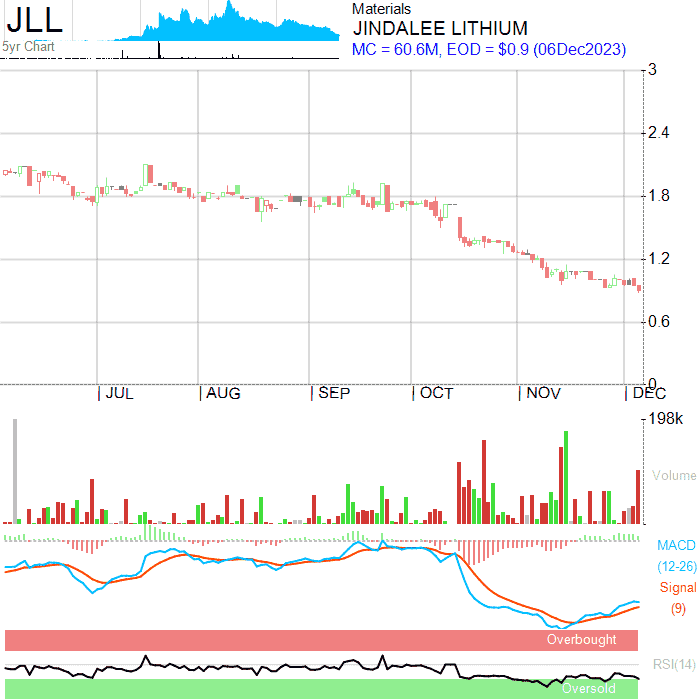 JLL
5yr Chart
Materials
JINDALEE LITHIUM
MC = 60.6M, EOD = $0.9 (06Dec2023)
3
2.4
1.8
1.2
0.6
0
JUL AUG SEP OCT NOV DEC
198k
Volume
MACD
(12-26)
Signal
(9)
Overbought
RSI(14)
Oversold